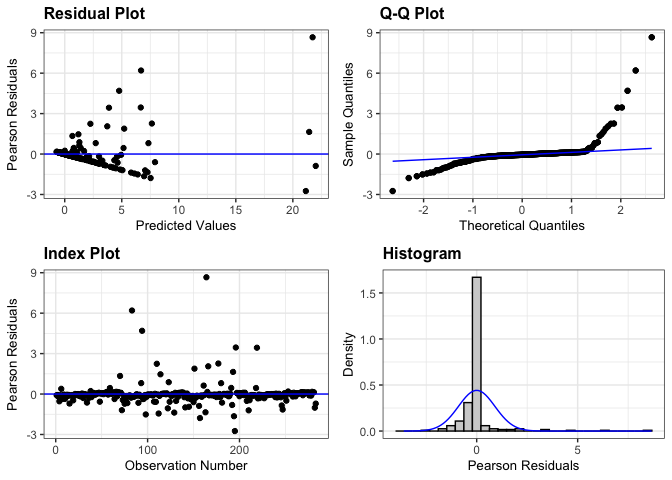 Residual Plot
Pearson Residuals
9
6
3
0
-3
0 5 10 15 20
Predicted Values
Q-Q Plot
Sample Quantiles
9
6
3
0
-3
-2 -1 0 1 2
Theoretical Quantiles
Index Plot
Pearson Residuals
9
6
3
0
-3
0 100 200
Observation Number
Histogram
Density
1.5
1.0
0.5
0.0
0 5
Pearson Residuals